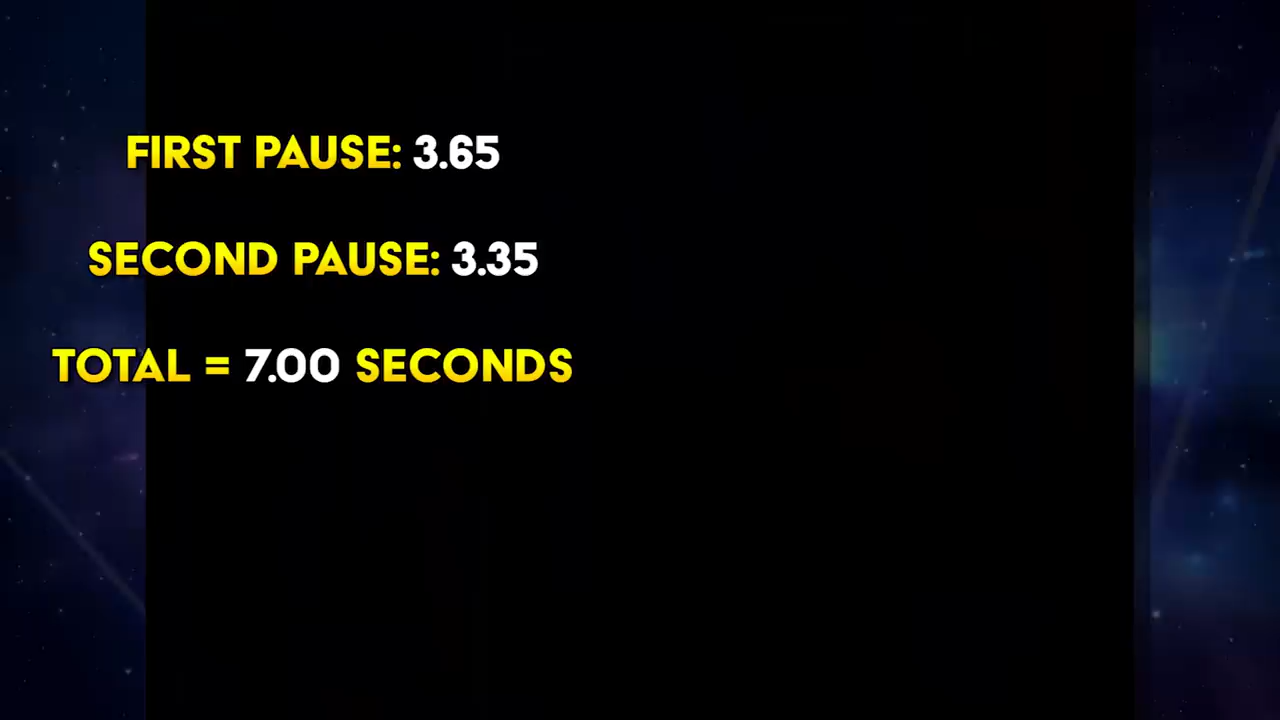 FIRST PAUSE: 3.65
SECOND PAUSE: 3.35
TOTAL = 7.00 SECONDS